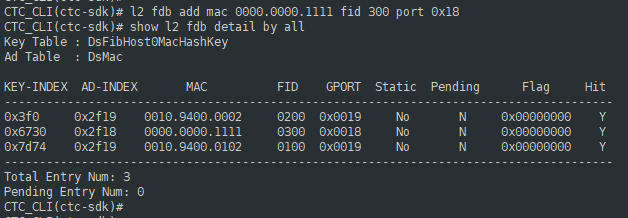 CTC_CLI(ctc-sdk)# l2 fdb add mac 0000.0000.1111 fid 300 port 0x18
CTC_CLI(ctc-sdk)# show l2 fdb detail by all
Key Table : DsFibHost0MacHashKey
Ad Table  : DsMac
KEY-INDEX  AD-INDEX       MAC          FID    GPORT  Static  Pending      Flag      Hit
------------------------------------------------------------------------------------
0x3f0    0x2f19    0010.9400.0002    0200  0x0019    No       N    0x00000000    Y
0x6730   0x2f18    0000.0000.1111    0300  0x0018    No       N    0x00000000    Y
0x7d74   0x2f19    0010.9400.0102    0100  0x0019    No       N    0x00000000    Y
------------------------------------------------------------------------------------
Total Entry Num: 3
Pending Entry Num: 0
CTC_CLI(ctc-sdk)#
CTC_CLI(ctc-sdk)#